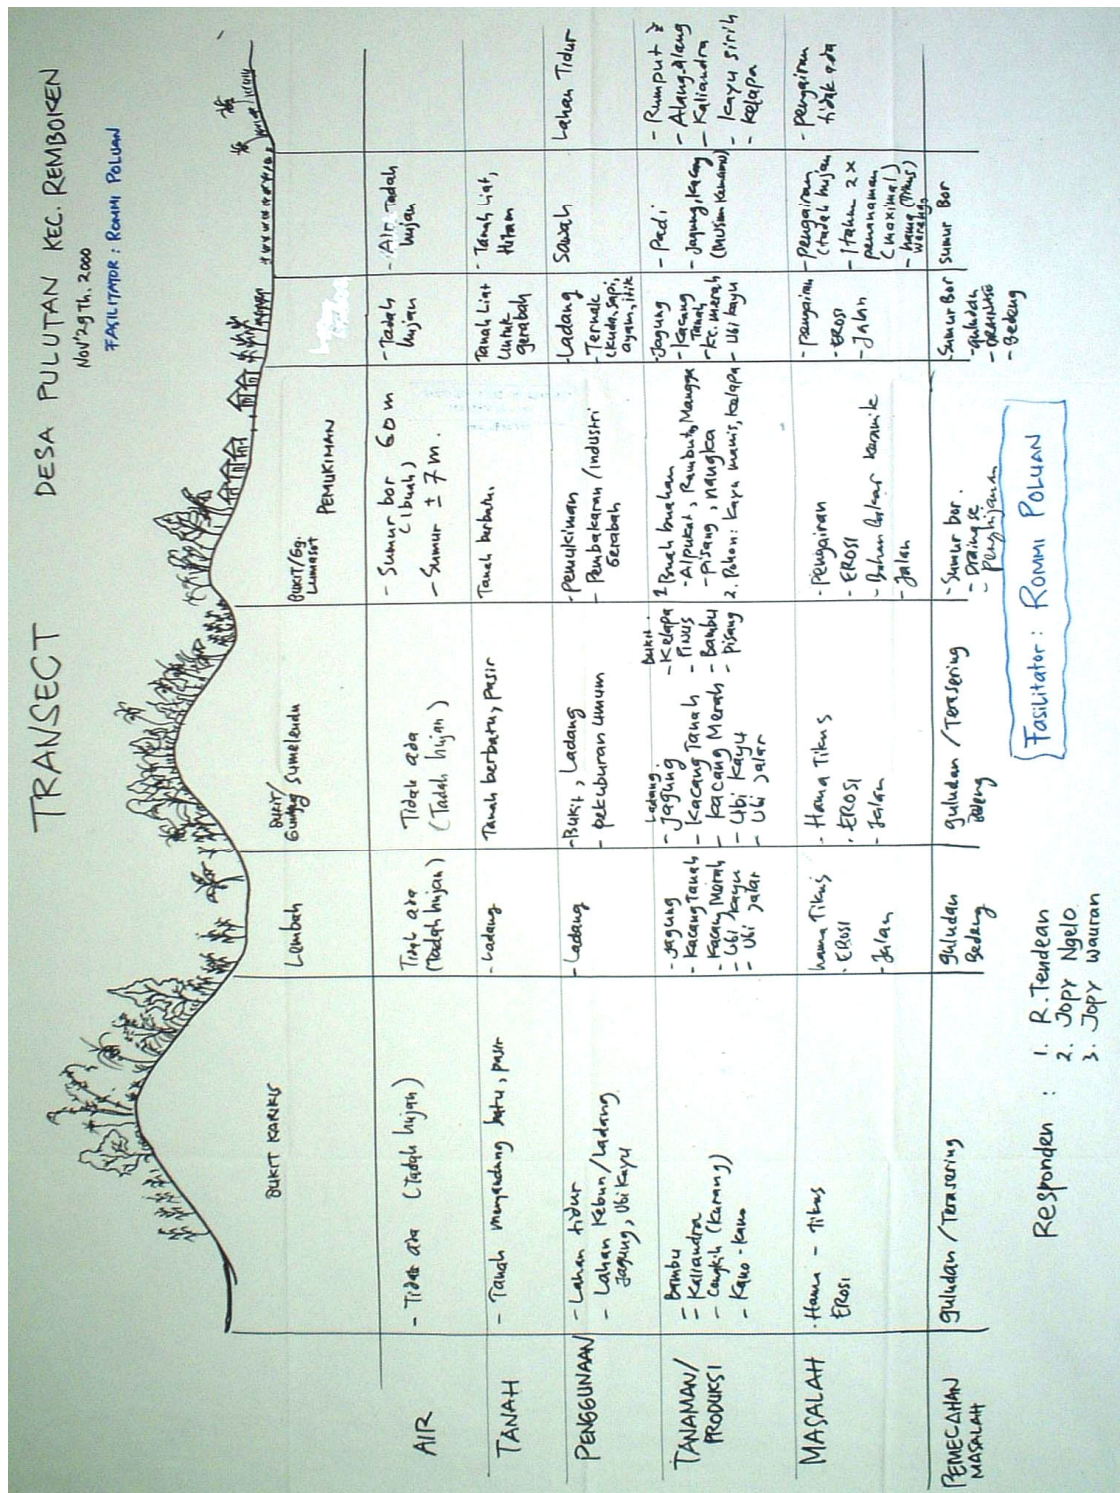 TRANSECT DESA PULUTAN KEC. REMBOKEN
Nov '29 Th. 2000
FASILITATOR : ROMMI POLUAN
BUKIT KARIKIS
Lembah
BUKIT/
Gunung Sumelendu
BUKIT/Gg.
Lumasot
PEMUKIMAN
AIR
- Tidak ada (Tadah hujan)
Tidak ada
(Tadah hujan)
Tidak ada
(Tadah hujan)
- Sumur bor 60 m
(1 buah)
- Sumur ± 7 m.
- Tadah
hujan
- Air Tadah
hujan
TANAH
- Tanah mengandung batu, pasir
- Ladang
Tanah berbatu, pasir
Tanah berbatu.
Tanah Liat
Untuk
gerabah
- Tanah Liat,
Hitam
PENGGUNAAN
- Lahan tidur
- Lahan Kebun/Ladang
Jagung, Ubi Kayu
- Ladang
- Bukit, Ladang
- pekuburan umum
- Pemukiman
- Pembakaran/Industri
Gerabah
- Ladang
- Ternak
(Kuda, Sapi,
ayam, itik
Sawah
Lahan Tidur
TANAMAN/
PRODUKSI
- Bambu
- Kaliandra
- Cengkih (Kurang)
- Kano-Kano
- Jagung
- Kacang Tanah
- Kacang Merah
- Ubi Kayu
- Ubi jalar
Ladang.
- Jagung
- Kacang Tanah
- Kacang Merah
- Ubi Kayu
- Ubi jalar
Bukit.
- Kelapa
- PINUS
- Bambu
- Pisang
1. Buah buahan
- Alpukat, Rambutan, Mangga
- Pisang, nangka
2. Pohon: Kayu manis, Kelapa
- Jagung
- Kacang
Tanah
- Kc. merah
- Ubi kayu
- Padi
- Jagung, Kacang
(Musim Kemarau)
- Rumput 2
- Alang-Alang
- Kaliandra
- Kayu sirih
- Kelapa
MASALAH
- Hama - tikus
EROSI
hama Tikus
- EROSI
- Jalan
- Hama Tikus
- EROSI
- Jalan
- Pengairan
- EROSI
- Bahan bakar keramik
- Jalan
- pengairan
- EROSI
- Jalan
- Pengairan
(tadah hujan
- 1 tahun 2x
penanaman
(maximal)
- hama (tikus)
- pengairan
tidak ada
PEMECAHAN
MASALAH
guludan/Terasering
guludan
Bedeng
guludan/Terasering
Bedeng
- Sumur bor.
- Drainase
- Penghijauan
- Sumur Bor
- guludan
- DRAINASE
- Bedeng
Sumur Bor
Responden :
1. R. Tendean
2. Jopy Ngelo
3. Jopy Wauran
Fasilitator : ROMMI POLUAN